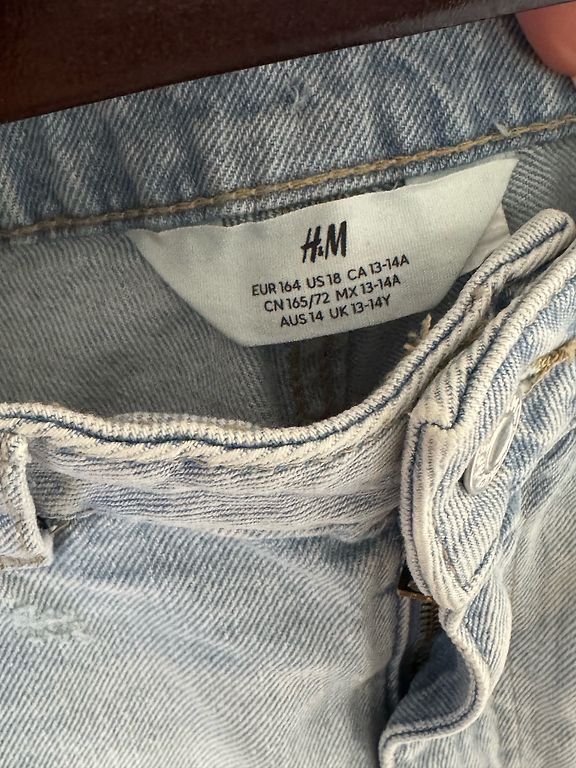 H&M
EUR 164 US 18 CA 13-14A
CN 165/72 MX 13-14A
AUS 14 UK 13-14Y